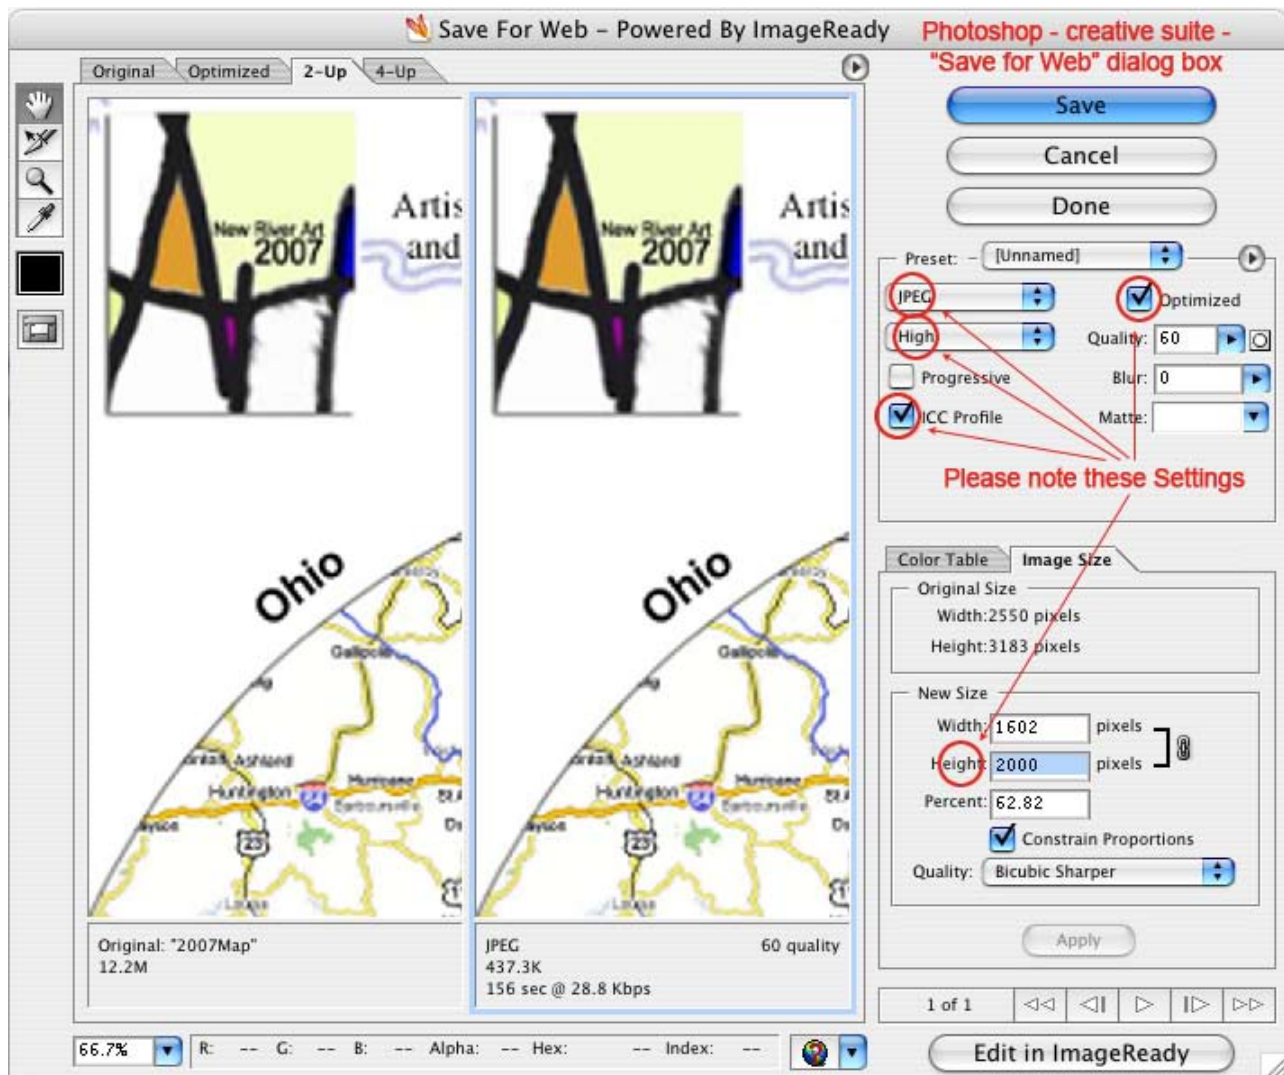 Save For Web – Powered By ImageReady
Photoshop - creative suite -
"Save for Web" dialog box
Original
Optimized
2-Up
4-Up
Save
Cancel
Done
New River Art
2007
Artis
and
New River Art
2007
Artis
and
Preset:
[Unnamed]
JPEG
Optimized
High
Quality: 60
Progressive
Blur: 0
ICC Profile
Matte:
Please note these Settings
Ohio
Gallipolis
Ashland
Huntington
Hurricane
Barboursville
64
23
Louisa
Ohio
Gallipolis
Ashland
Huntington
Hurricane
Barboursville
64
23
Louisa
Color Table
Image Size
Original Size
Width:2550 pixels
Height:3183 pixels
New Size
Width: 1602 pixels
Height: 2000 pixels
Percent: 62.82
Constrain Proportions
Quality: Bicubic Sharper
Apply
Original: "2007Map"
12.2M
JPEG 60 quality
437.3K
156 sec @ 28.8 Kbps
1 of 1
66.7%
R: -- G: -- B: -- Alpha: -- Hex: -- Index: --
Edit in ImageReady